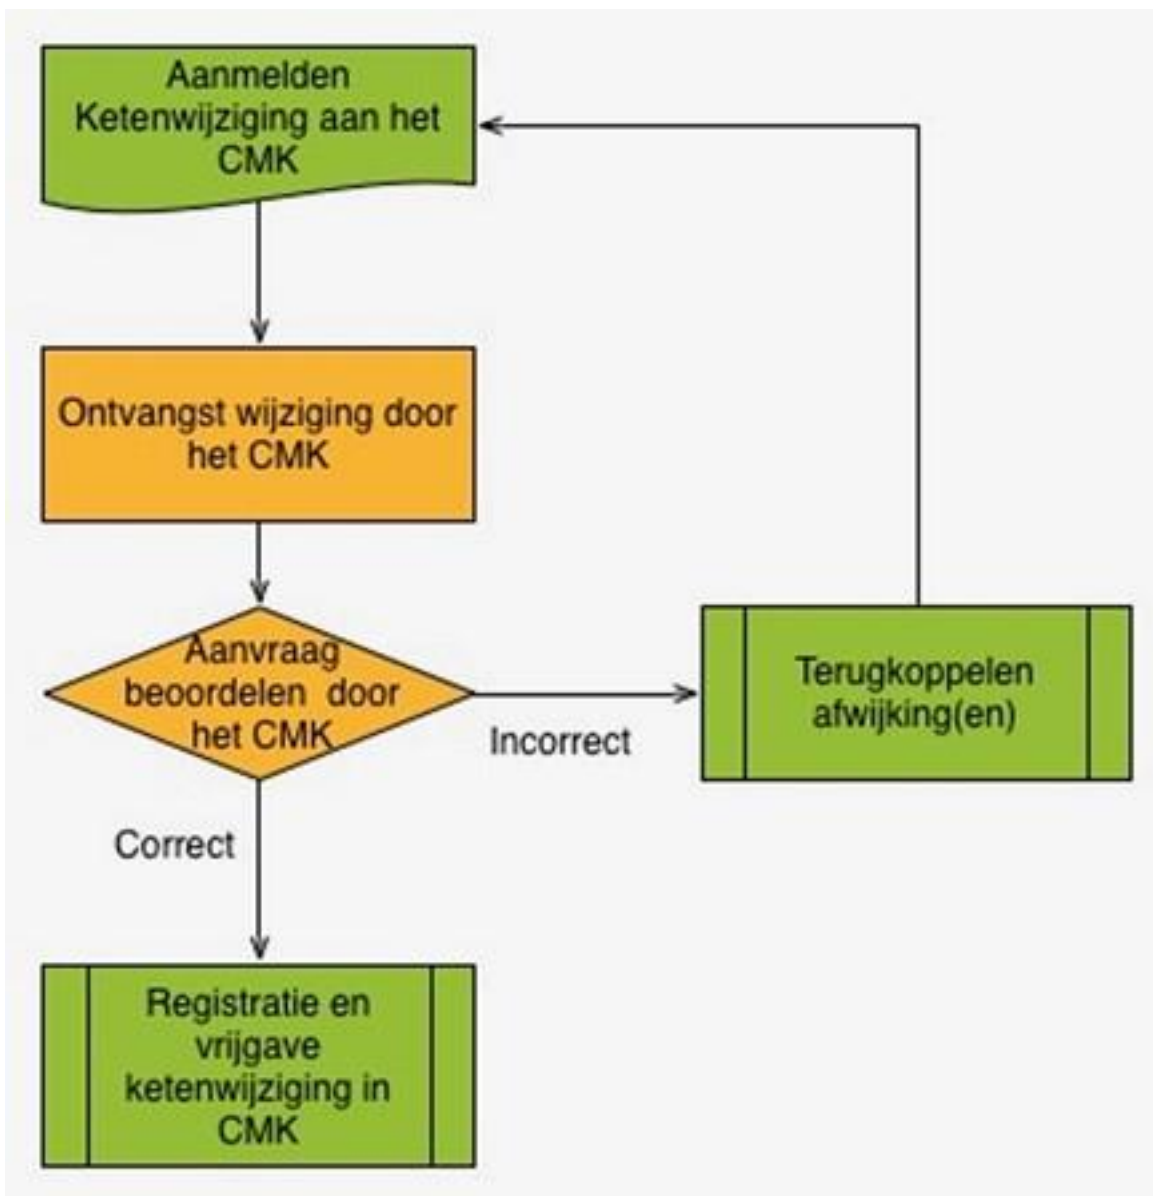 Aanmelden
Ketenwijziging aan het
CMK
Ontvangst wijziging door
het CMK
Aanvraag
beoordelen door
het CMK
Incorrect
Terugkoppelen
afwijking(en)
Correct
Registratie en
vrijgave
ketenwijziging in
CMK